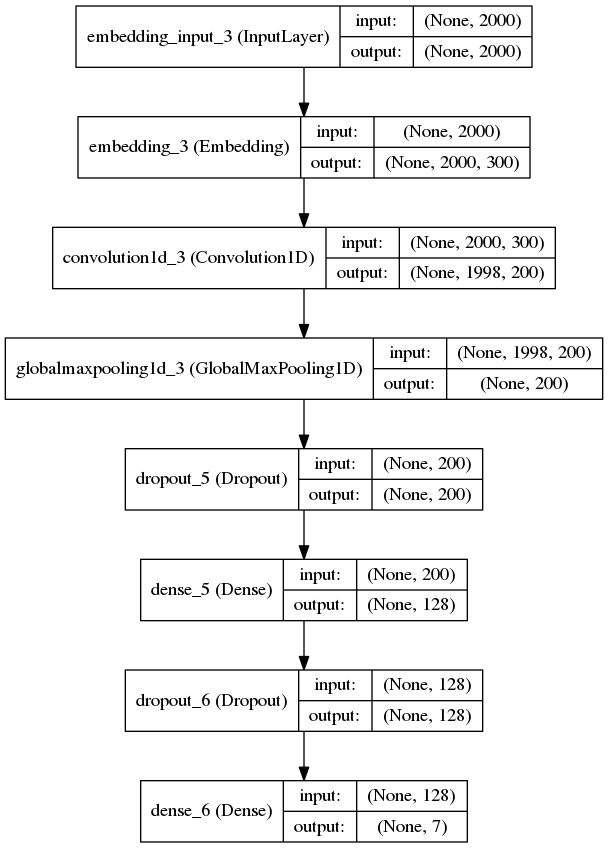 embedding_input_3 (InputLayer) input: (None, 2000)
output: (None, 2000)
embedding_3 (Embedding) input: (None, 2000)
output: (None, 2000, 300)
convolution1d_3 (Convolution1D) input: (None, 2000, 300)
output: (None, 1998, 200)
globalmaxpooling1d_3 (GlobalMaxPooling1D) input: (None, 1998, 200)
output: (None, 200)
dropout_5 (Dropout) input: (None, 200)
output: (None, 200)
dense_5 (Dense) input: (None, 200)
output: (None, 128)
dropout_6 (Dropout) input: (None, 128)
output: (None, 128)
dense_6 (Dense) input: (None, 128)
output: (None, 7)